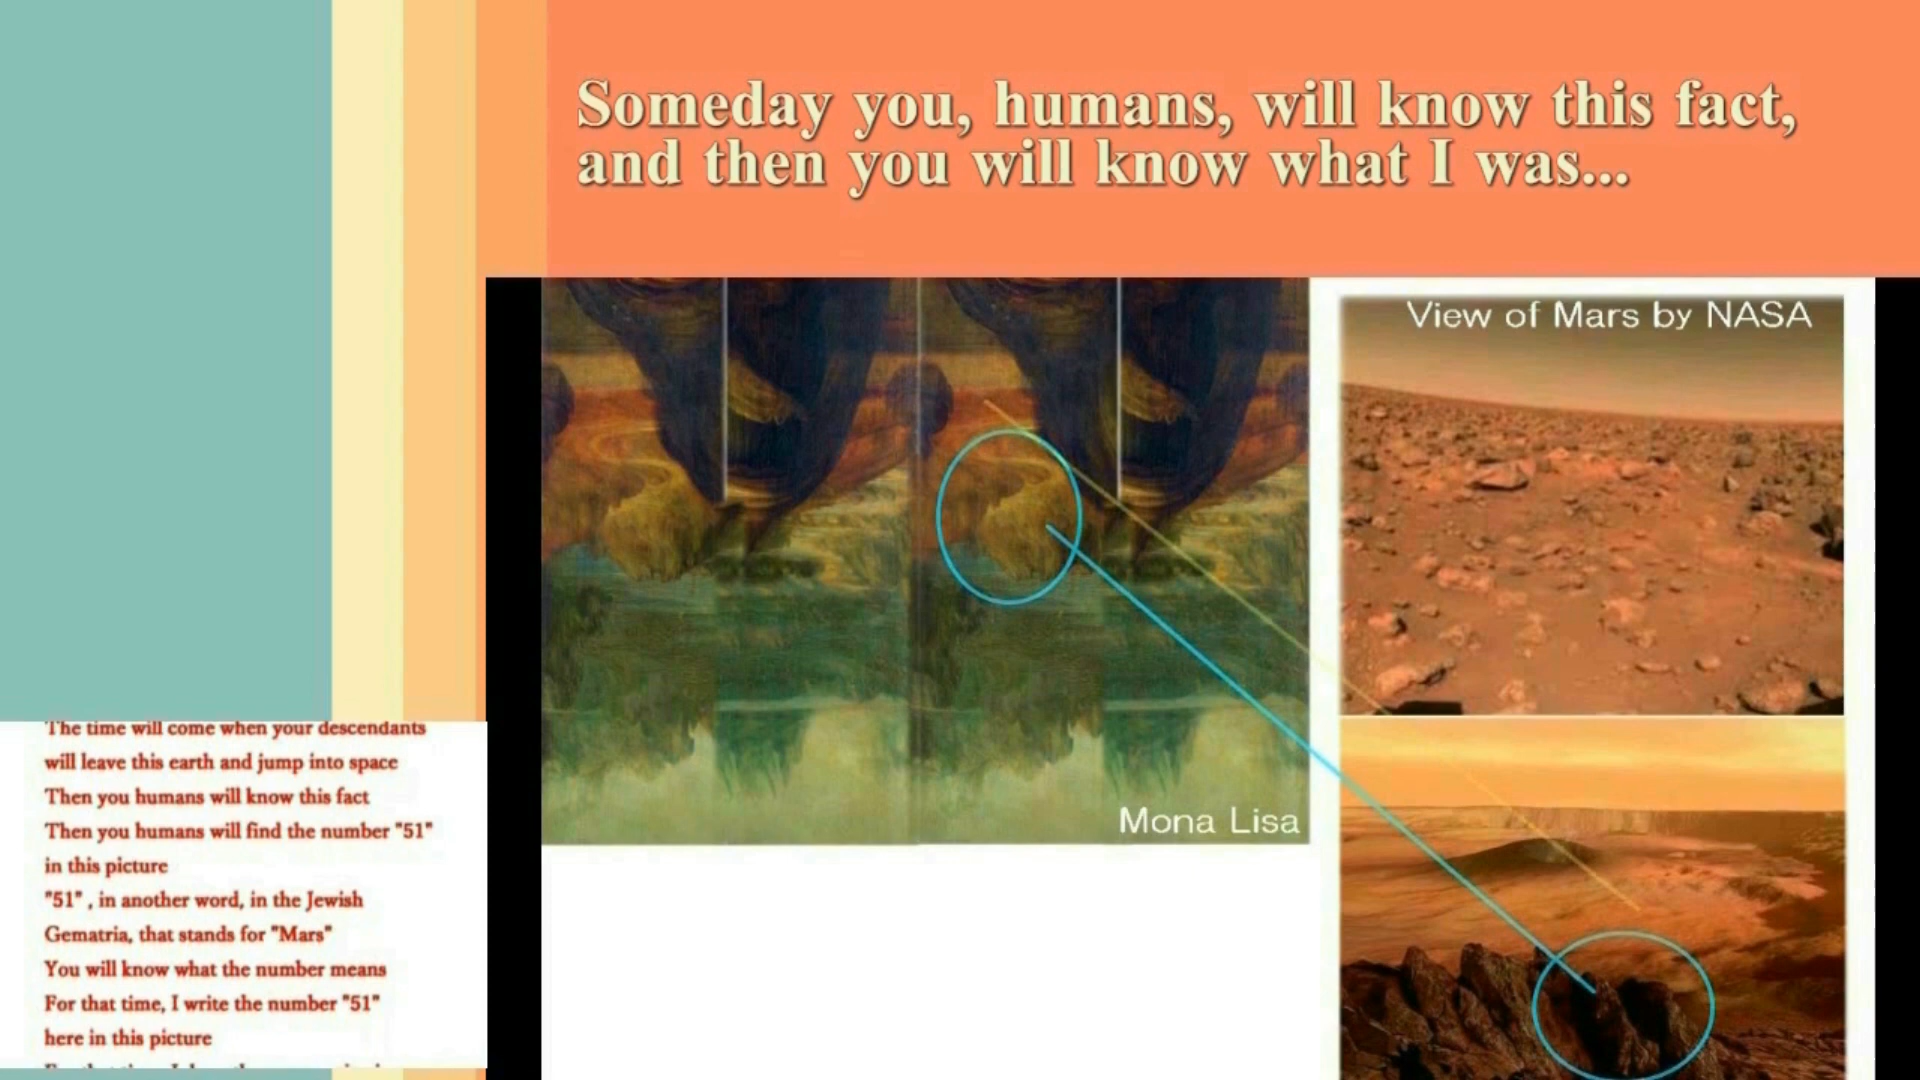 Someday you, humans, will know this fact,
and then you will know what I was...
View of Mars by NASA
Mona Lisa
The time will come when your descendants
will leave this earth and jump into space
Then you humans will know this fact
Then you humans will find the number "51"
in this picture
"51" , in another word, in the Jewish
Gematria, that stands for "Mars"
You will know what the number means
For that time, I write the number "51"
here in this picture